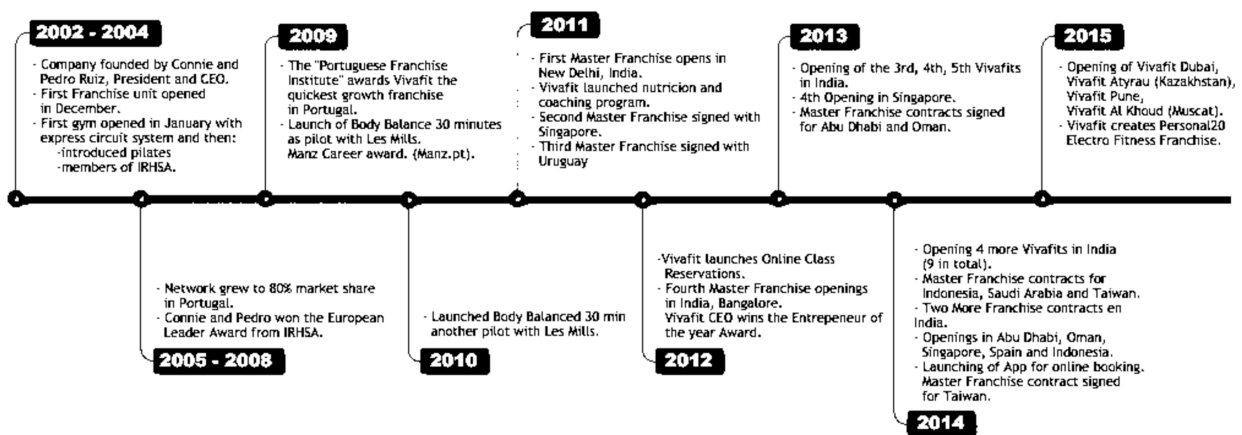 2002 - 2004
- Company founded by Connie and
Pedro Ruiz, President and CEO.
- First Franchise unit opened
in December.
- First gym opened in January with
express circuit system and then:
-introduced pilates
-members of IRHSA.
2005 - 2008
- Network grew to 80% market share
in Portugal.
- Connie and Pedro won the European
Leader Award from IRHSA.
2009
- The "Portuguese Franchise
Institute" awards Vivafit the
quickest growth franchise
in Portugal.
- Launch of Body Balance 30 minutes
as pilot with Les Mills.
Manz Career award. (Manz.pt).
2010
- Launched Body Balanced 30 min
another pilot with Les Mills.
2011
- First Master Franchise opens in
New Delhi, India.
- Vivafit launched nutricion and
coaching program.
- Second Master Franchise signed with
Singapore.
- Third Master Franchise signed with
Uruguay
2012
-Vivafit launches Online Class
Reservations.
- Fourth Master Franchise openings
in India, Bangalore.
Vivafit CEO wins the Entrepeneur of
the year Award.
2013
- Opening of the 3rd, 4th, 5th Vivafits
in India.
- 4th Opening in Singapore.
- Master Franchise contracts signed
for Abu Dhabi and Oman.
2014
- Opening 4 more Vivafits in India
(9 in total).
- Master Franchise contracts for
Indonesia, Saudi Arabia and Taiwan.
- Two More Franchise contracts en
India.
- Openings in Abu Dhabi, Oman,
Singapore, Spain and Indonesia.
- Launching of App for online booking.
Master Franchise contract signed
for Taiwan.
2015
- Opening of Vivafit Dubai,
Vivafit Atyrau (Kazakhstan),
Vivafit Pune,
Vivafit Al Khoud (Muscat).
- Vivafit creates Personal20
Electro Fitness Franchise.